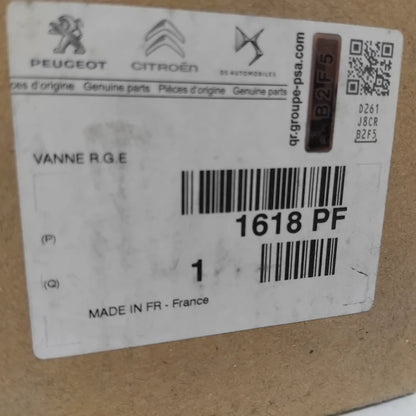 PEUGEOT
CITROËN
DS AUTOMOBILES
ces d'origine Genuine parts Pièces d'origine Genuine parts
qr.groupe-psa.com
B2F5
D261
J8CR
B2F5
VANNE R.G.E
(P)
1618 PF
(Q)
1
MADE IN FR - France